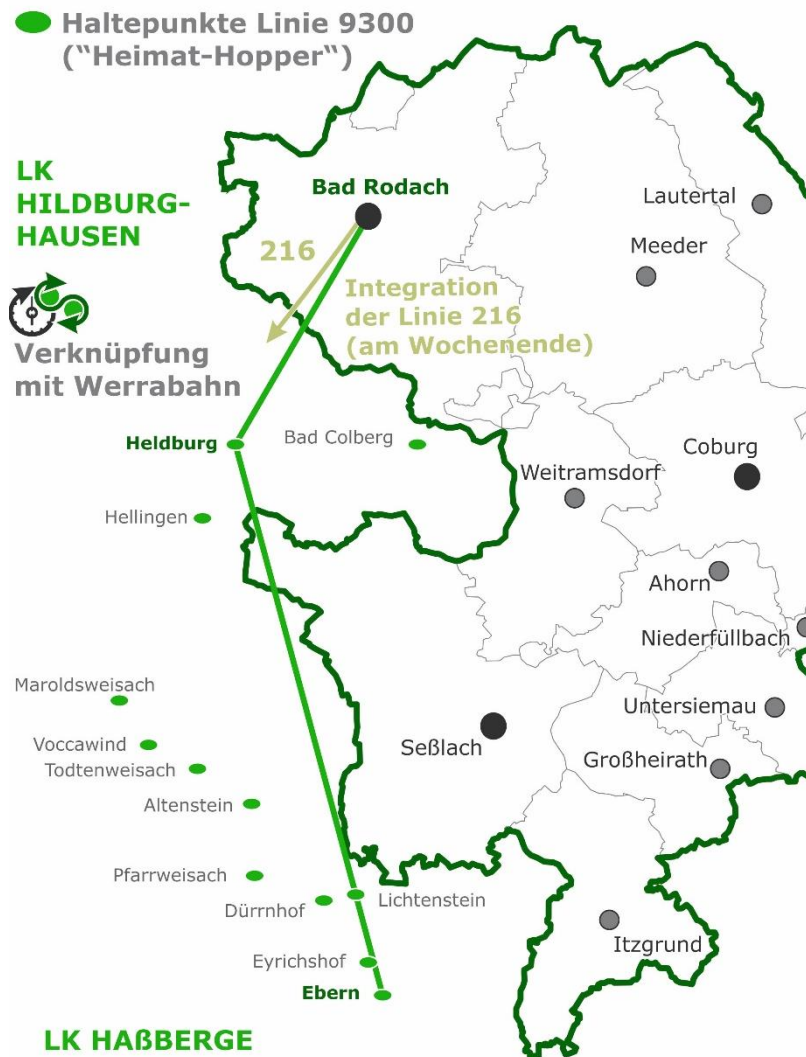 Haltepunkte Linie 9300
("Heimat-Hopper“)
LK
HILDBURG-
HAUSEN
Bad Rodach
Lautertal
Meeder
216
Integration
der Linie 216
(am Wochenende)
Verknüpfung
mit Werrabahn
Heldburg
Bad Colberg
Coburg
Weitramsdorf
Hellingen
Ahorn
Niederfüllbach
Maroldsweisach
Untersiemau
Voccawind
Seßlach
Großheirath
Todtenweisach
Altenstein
Pfarrweisach
Lichtenstein
Dürrnhof
Itzgrund
Eyrichshof
Ebern
LK HAßBERGE